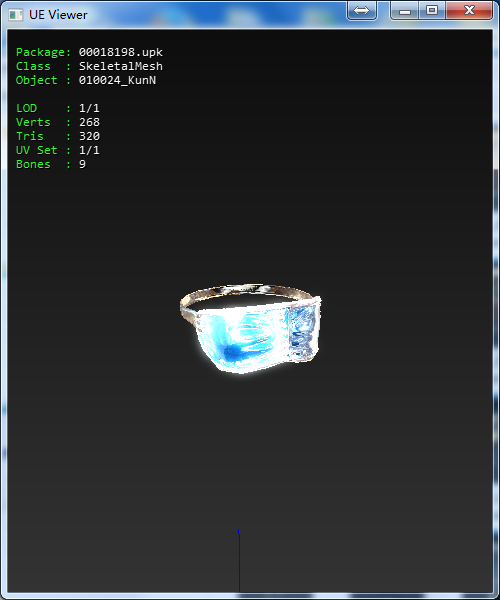 UE Viewer
Package: 00018198.upk
Class : SkeletalMesh
Object : 010024_KunN
LOD : 1/1
Verts : 268
Tris : 320
UV Set : 1/1
Bones : 9